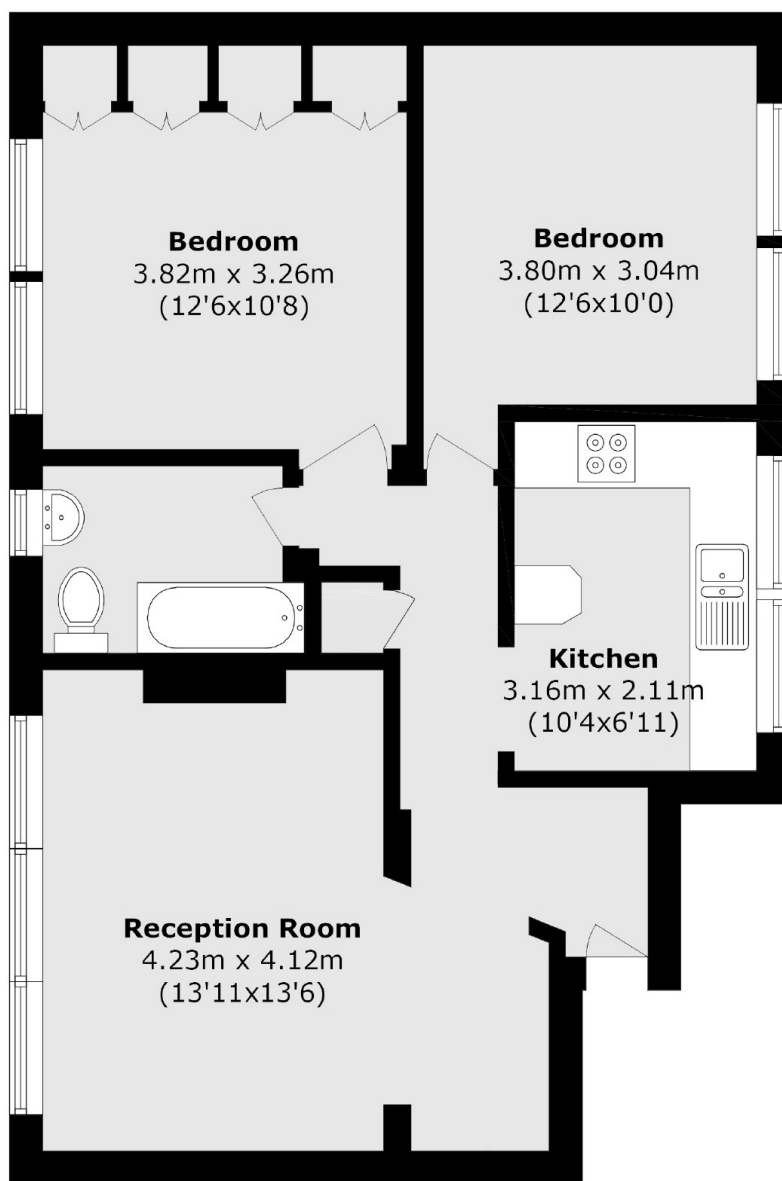 Bedroom
3.82m x 3.26m
(12'6x10'8)
Bedroom
3.80m x 3.04m
(12'6x10'0)
Kitchen
3.16m x 2.11m
(10'4x6'11)
Reception Room
4.23m x 4.12m
(13'11x13'6)